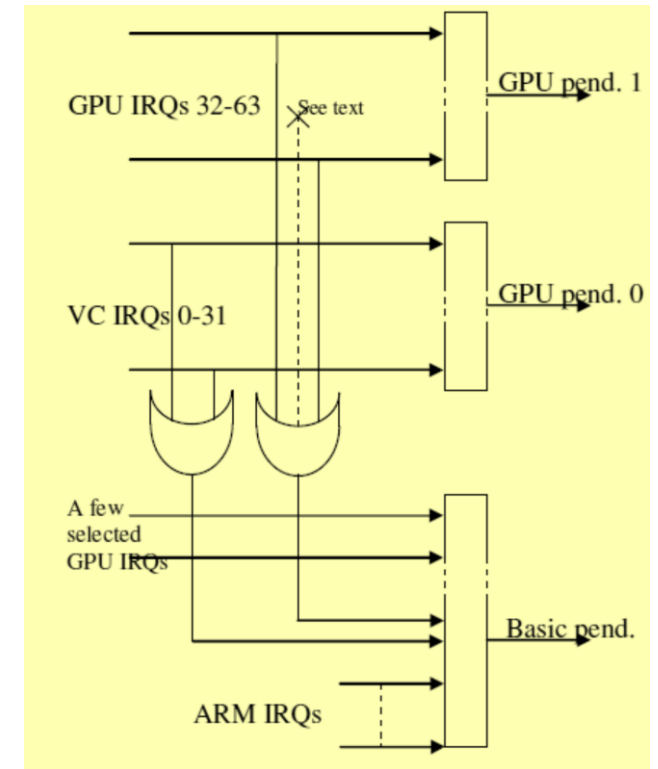 GPU pend. 1
GPU IRQs 32-63
See text
GPU pend. 0
VC IRQs 0-31
A few
selected
GPU IRQs
Basic pend.
ARM IRQs